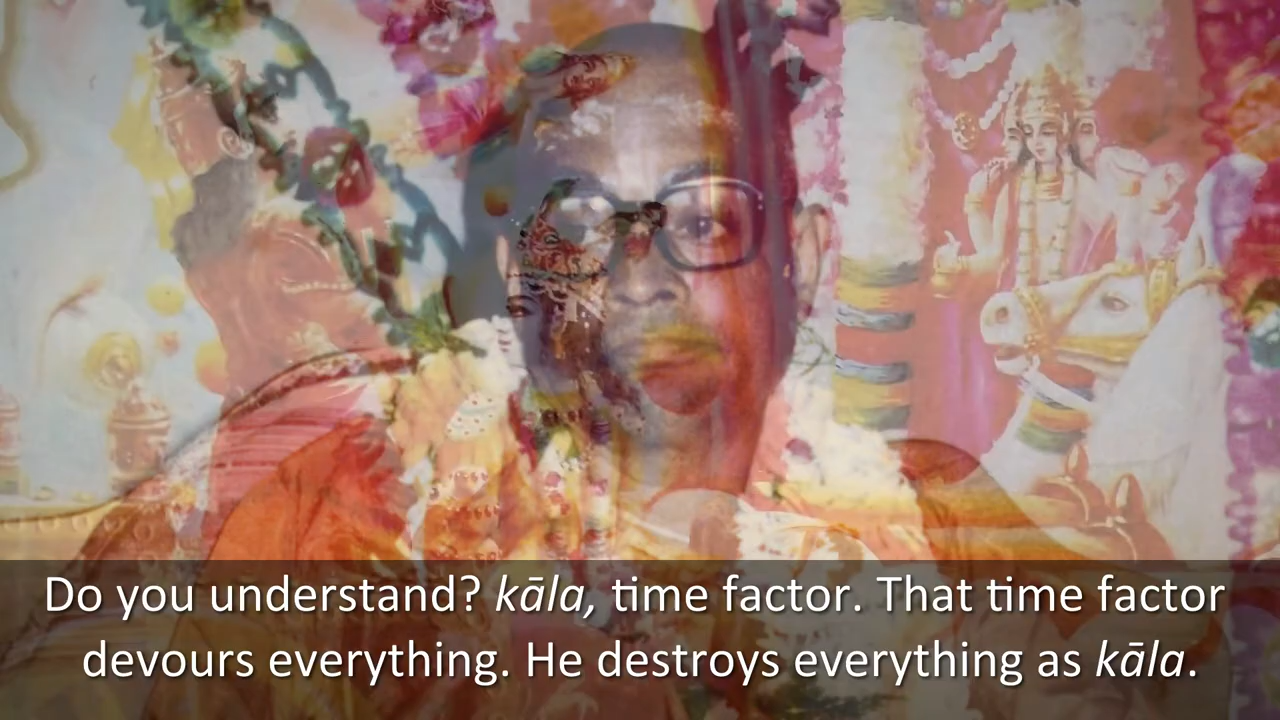 Do you understand? kāla, time factor. That time factor
devours everything. He destroys everything as kāla.